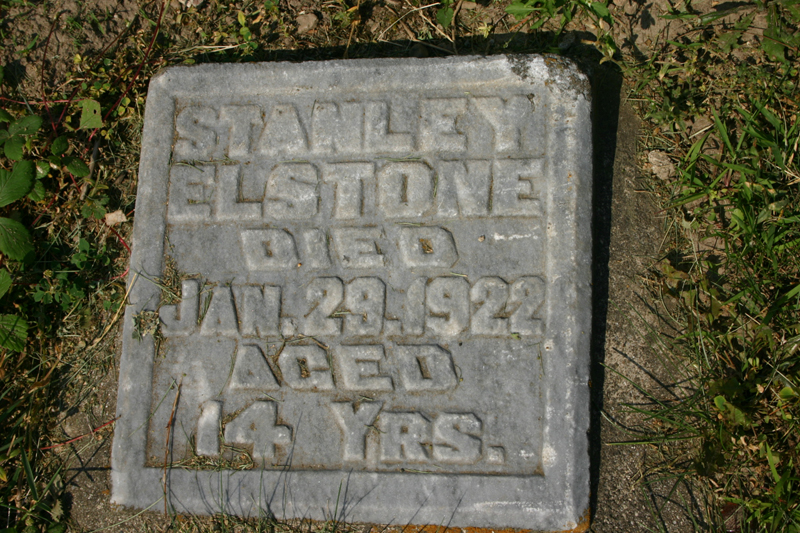 STANLEY
ELSTONE
DIED
JAN. 29. 1922
AGED
14 YRS.